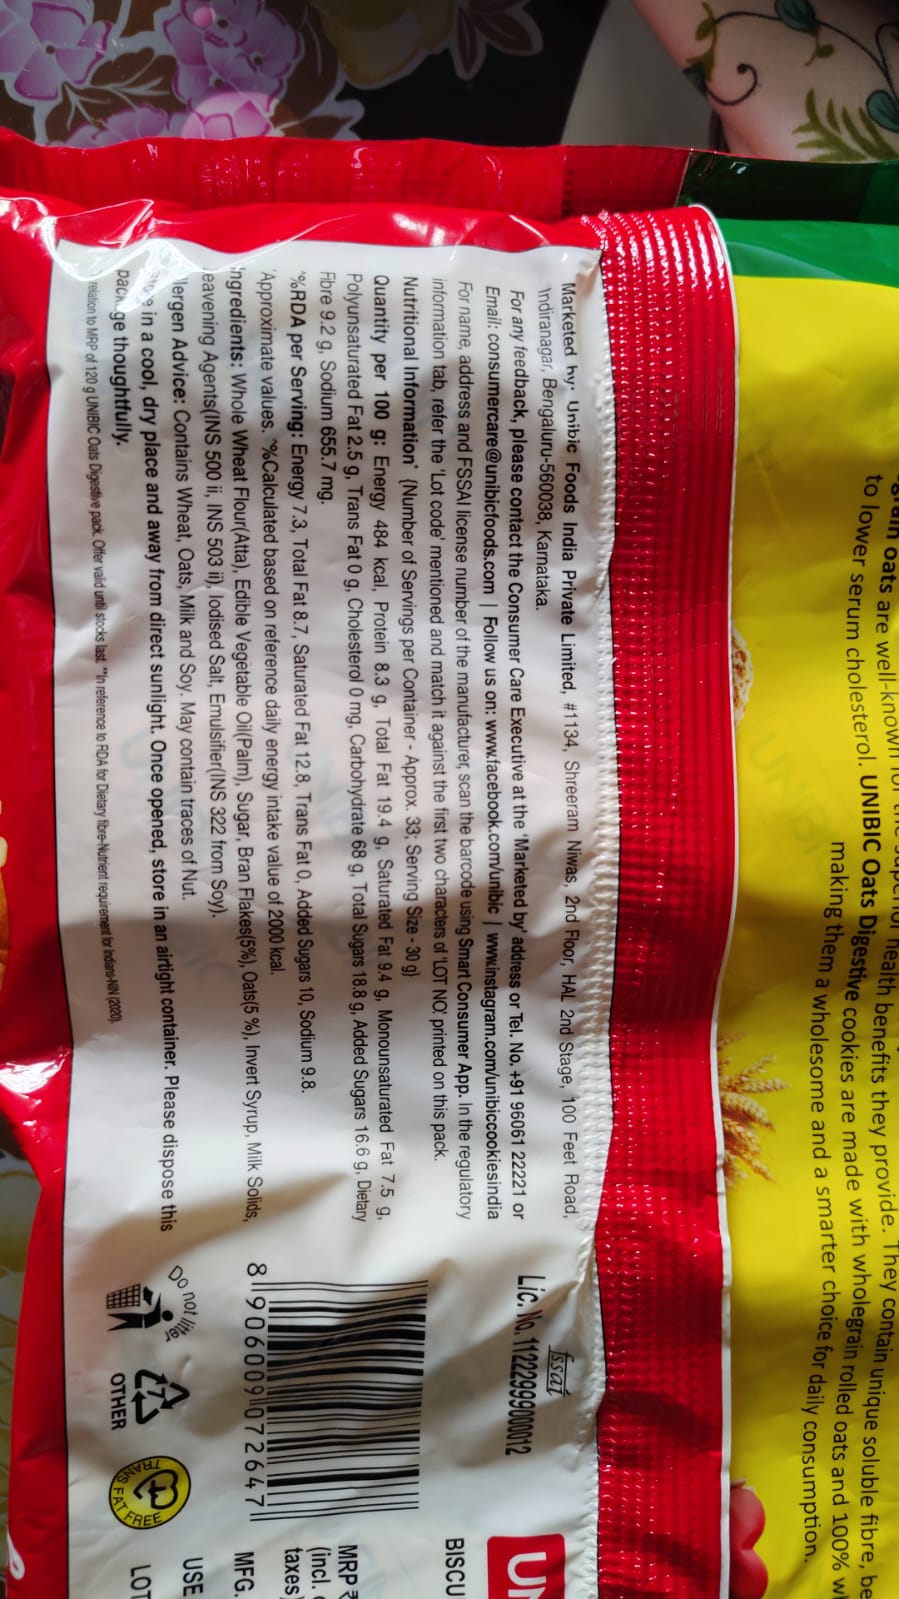 grain oats are well-known for the superior health benefits they provide. They contain unique soluble fibre, be
to lower serum cholesterol. UNIBIC Oats Digestive cookies are made with wholegrain rolled oats and 100% w
making them a wholesome and a smarter choice for daily consumption.
Marketed by: Unibic Foods India Private Limited, #1134, Shreeram Niwas, 2nd Floor, HAL 2nd Stage, 100 Feet Road,
Indiranagar, Bengaluru-560038, Karnataka.
For any feedback, please contact the Consumer Care Executive at the 'Marketed by' address or Tel. No. +91 96061 22221 or
Email: consumercare@unibicfoods.com | Follow us on: www.facebook.com/unibic | www.instagram.com/unibiccookiesindia
For name, address and FSSAI license number of the manufacturer, scan the barcode using Smart Consumer App. In the regulatory
information tab, refer the 'Lot code' mentioned and match it against the first two characters of 'LOT NO.' printed on this pack.
Nutritional Information* (Number of Servings per Container - Approx. 33; Serving Size - 30 g)
Quantity per 100 g: Energy 484 kcal, Protein 8.3 g, Total Fat 19.4 g, Saturated Fat 9.4 g, Monounsaturated Fat 7.5 g,
Polyunsaturated Fat 2.5 g, Trans Fat 0 g, Cholesterol 0 mg, Carbohydrate 68 g, Total Sugars 18.8 g, Added Sugars 16.6 g, Dietary
Fibre 9.2 g, Sodium 655.7 mg.
^%RDA per Serving: Energy 7.3, Total Fat 8.7, Saturated Fat 12.8, Trans Fat 0, Added Sugars 10, Sodium 9.8.
*Approximate values. ^%Calculated based on reference daily energy intake value of 2000 kcal.
Ingredients: Whole Wheat Flour(Atta), Edible Vegetable Oil(Palm), Sugar, Bran Flakes(5%), Oats(5 %), Invert Syrup, Milk Solids,
Leavening Agents(INS 500 ii, INS 503 ii), Iodised Salt, Emulsifier(INS 322 from Soy).
Allergen Advice: Contains Wheat, Oats, Milk and Soy. May contain traces of Nut.
Store in a cool, dry place and away from direct sunlight. Once opened, store in an airtight container. Please dispose this
package thoughtfully.
relation to MRP of 120 g UNIBIC Oats Digestive pack. Offer valid until stocks last. **In reference to RDA for Dietary fibre-Nutrient requirement for Indians-NIN (2020).
fssai
Lic. No. 11222999000012
8 906009 072647
Do not litter
7
OTHER
TRANS FAT FREE
UN
BISCU
MRP ₹
(incl. 
taxes)
MFG.
USE
LOT